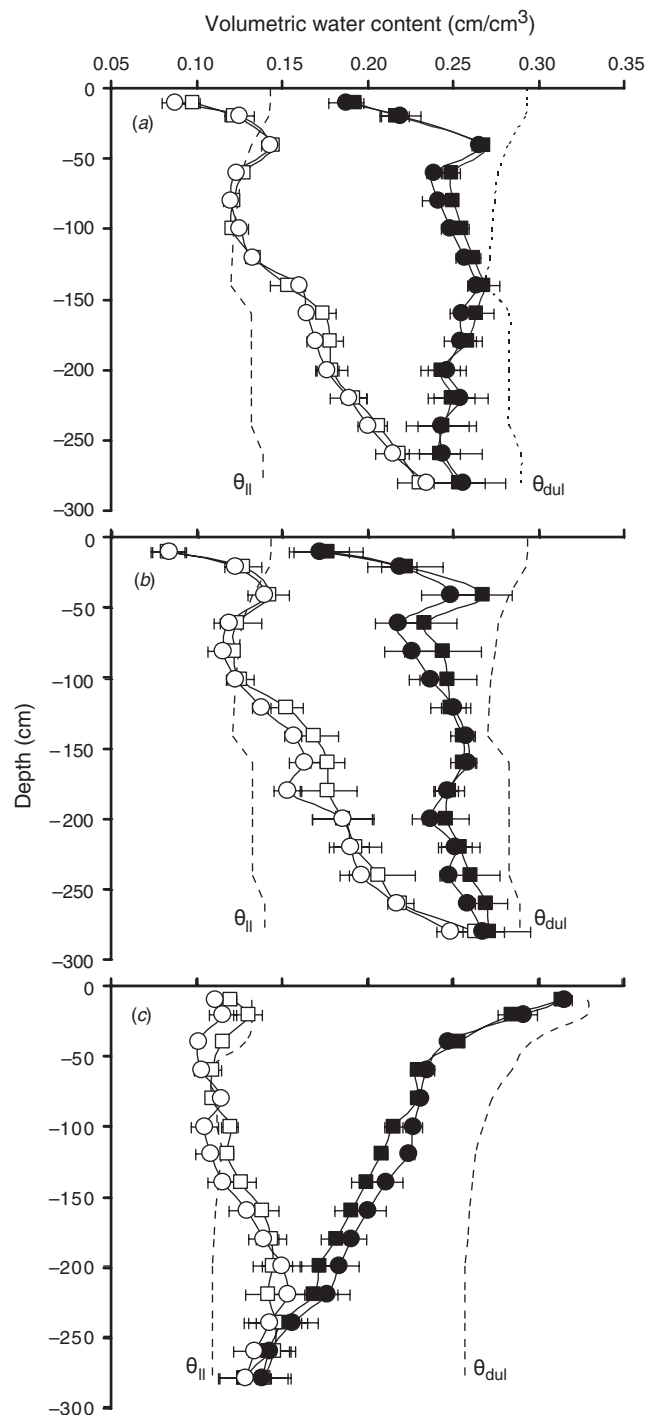 Volumetric water content (cm/cm³)
0.05 0.10 0.15 0.20 0.25 0.30 0.35
0
(a)
−50
−100
−150
−200
−250
θll θdul
−300
0
(b)
−50
−100
−150
−200
−250
θll θdul
−300
0
(c)
−50
−100
−150
−200
−250
θll θdul
−300
Depth (cm)